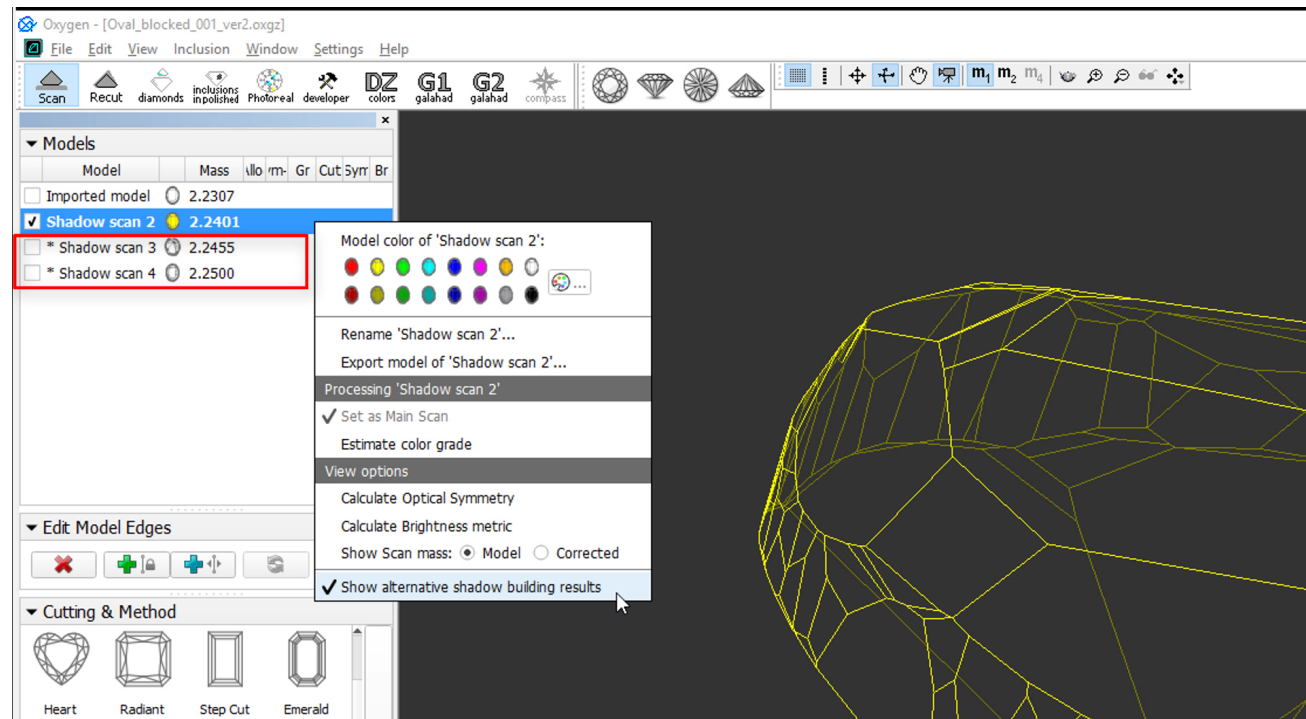 Oxygen - [Oval_blocked_001_ver2.oxgz]
File Edit View Inclusion Window Settings Help
Scan Recut diamonds inclusions inpolished Photoreal developer DZ colors G1 galahad G2 galahad compass m1 m2 m4
Models
Model Mass Gr Cut Sym Br
Imported model 2.2307
Shadow scan 2 2.2401
* Shadow scan 3 2.2455
* Shadow scan 4 2.2500
Model color of 'Shadow scan 2':
...
Rename 'Shadow scan 2'...
Export model of 'Shadow scan 2'...
Processing 'Shadow scan 2'
Set as Main Scan
Estimate color grade
View options
Calculate Optical Symmetry
Calculate Brightness metric
Show Scan mass: Model Corrected
Show alternative shadow building results
Edit Model Edges
Cutting & Method
Heart Radiant Step Cut Emerald